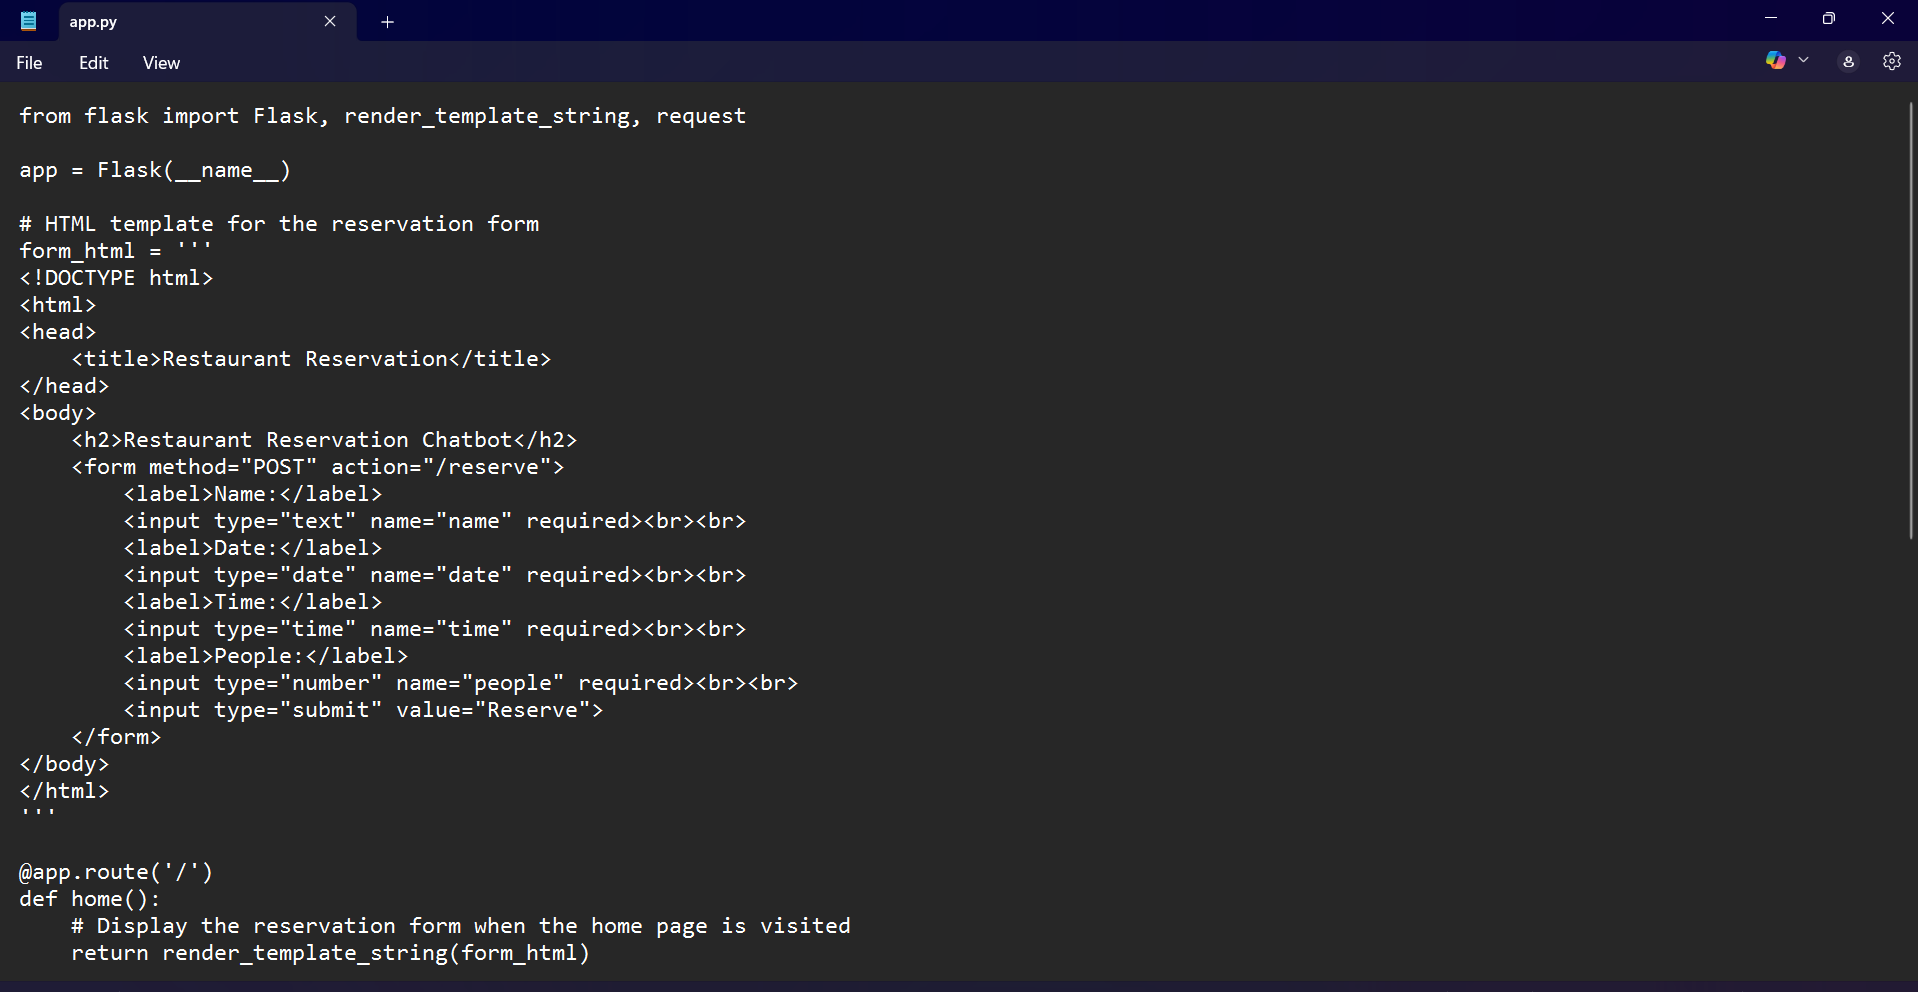 app.py
File Edit View
from flask import Flask, render_template_string, request
app = Flask(__name__)
# HTML template for the reservation form
form_html = '''
<!DOCTYPE html>
<html>
<head>
    <title>Restaurant Reservation</title>
</head>
<body>
    <h2>Restaurant Reservation Chatbot</h2>
    <form method="POST" action="/reserve">
        <label>Name:</label>
        <input type="text" name="name" required><br><br>
        <label>Date:</label>
        <input type="date" name="date" required><br><br>
        <label>Time:</label>
        <input type="time" name="time" required><br><br>
        <label>People:</label>
        <input type="number" name="people" required><br><br>
        <input type="submit" value="Reserve">
    </form>
</body>
</html>
'''
@app.route('/')
def home():
    # Display the reservation form when the home page is visited
    return render_template_string(form_html)